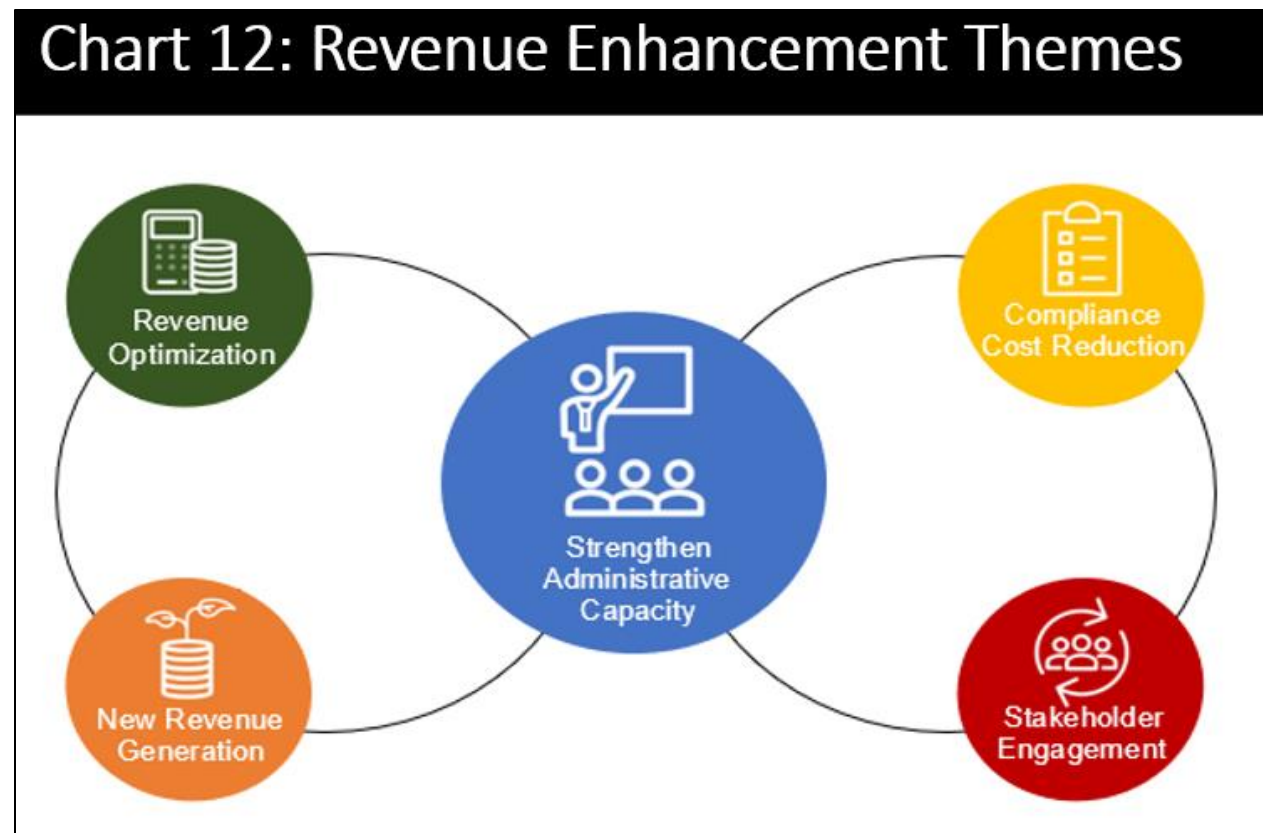 Chart 12: Revenue Enhancement Themes
Revenue
Optimization
Compliance
Cost Reduction
Strengthen
Administrative
Capacity
New Revenue
Generation
Stakeholder
Engagement